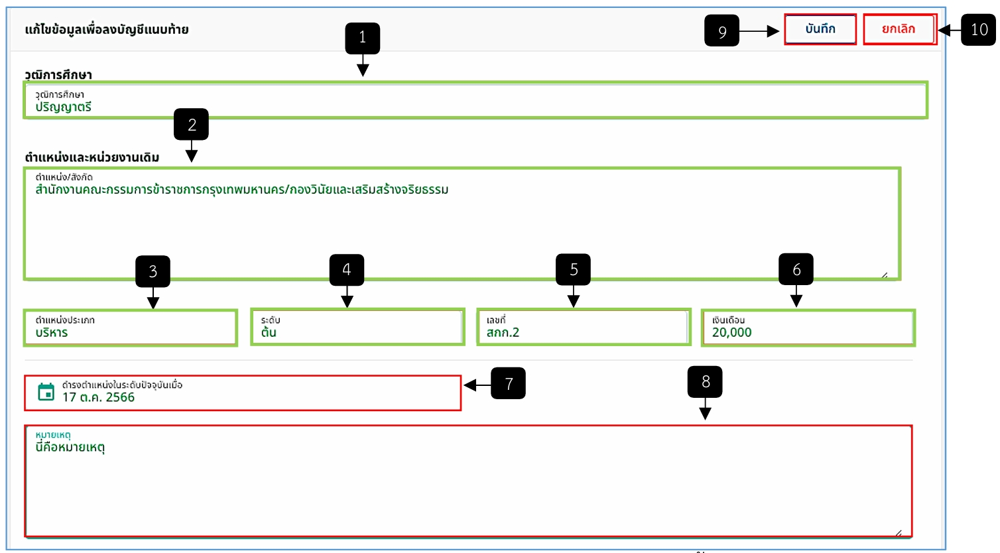 แก้ไขข้อมูลเพื่อลงบัญชีแนบท้าย
9
บันทึก
ยกเลิก
10
1
วุฒิการศึกษา
วุฒิการศึกษา
ปริญญาตรี
2
ตำแหน่งและหน่วยงานเดิม
ตำแหน่ง/สังกัด
สำนักงานคณะกรรมการข้าราชการกรุงเทพมหานคร/กองวินัยและเสริมสร้างจริยธรรม
3
4
5
6
ตำแหน่งประเภท
บริหาร
ระดับ
ต้น
เลขที่
สกก.2
เงินเดือน
20,000
ดำรงตำแหน่งในระดับปัจจุบันเมื่อ
17 ต.ค. 2566
7
8
หมายเหตุ
นี่คือหมายเหตุ